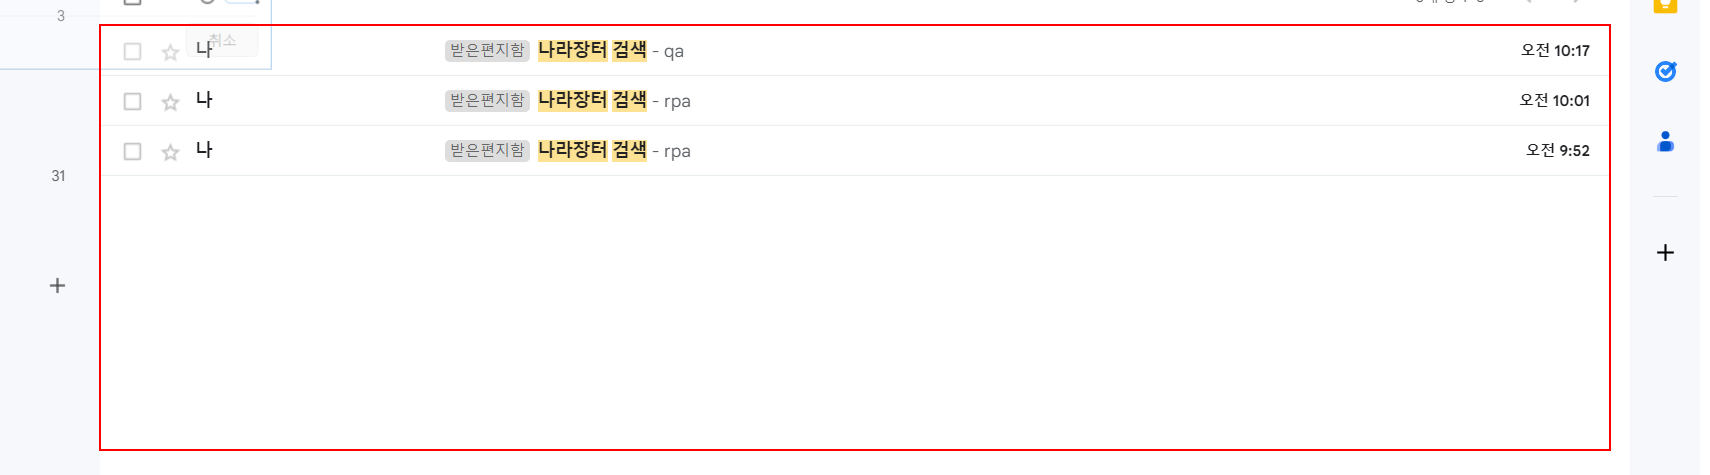 3
취소
나 받은편지함 나라장터 검색 - qa 오전 10:17
나 받은편지함 나라장터 검색 - rpa 오전 10:01
나 받은편지함 나라장터 검색 - rpa 오전 9:52
31